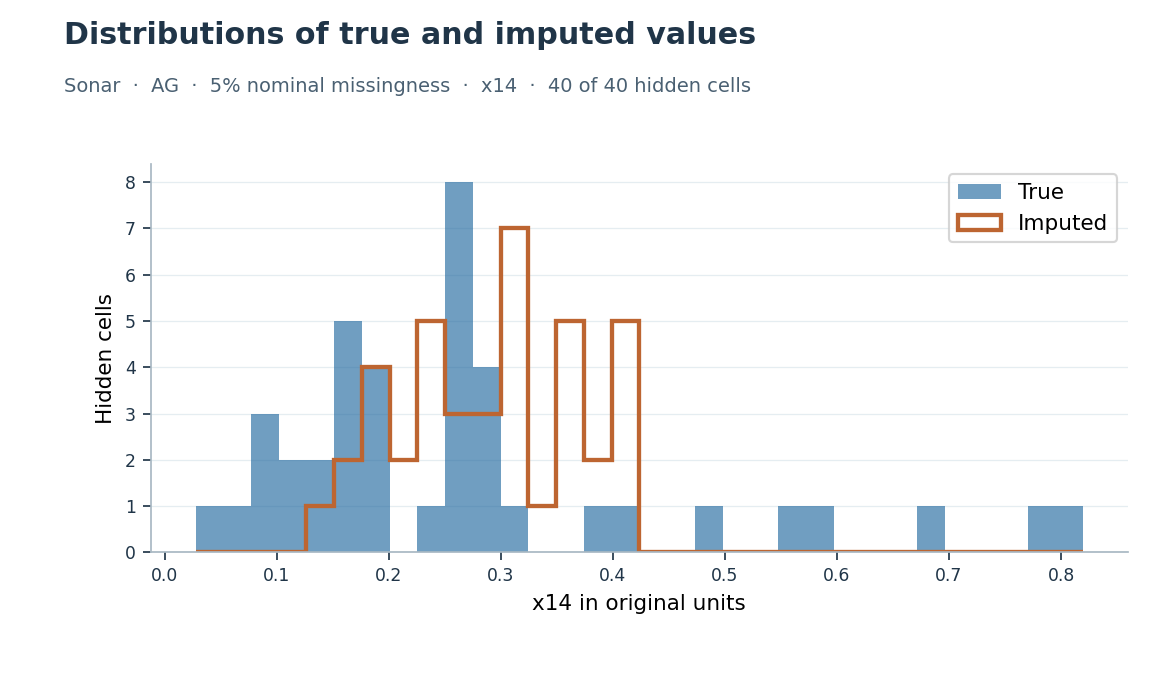 Distributions of true and imputed values
Sonar · AG · 5% nominal missingness · x14 · 40 of 40 hidden cells
True
Imputed
Hidden cells
8
7
6
5
4
3
2
1
0
0.0 0.1 0.2 0.3 0.4 0.5 0.6 0.7 0.8
x14 in original units